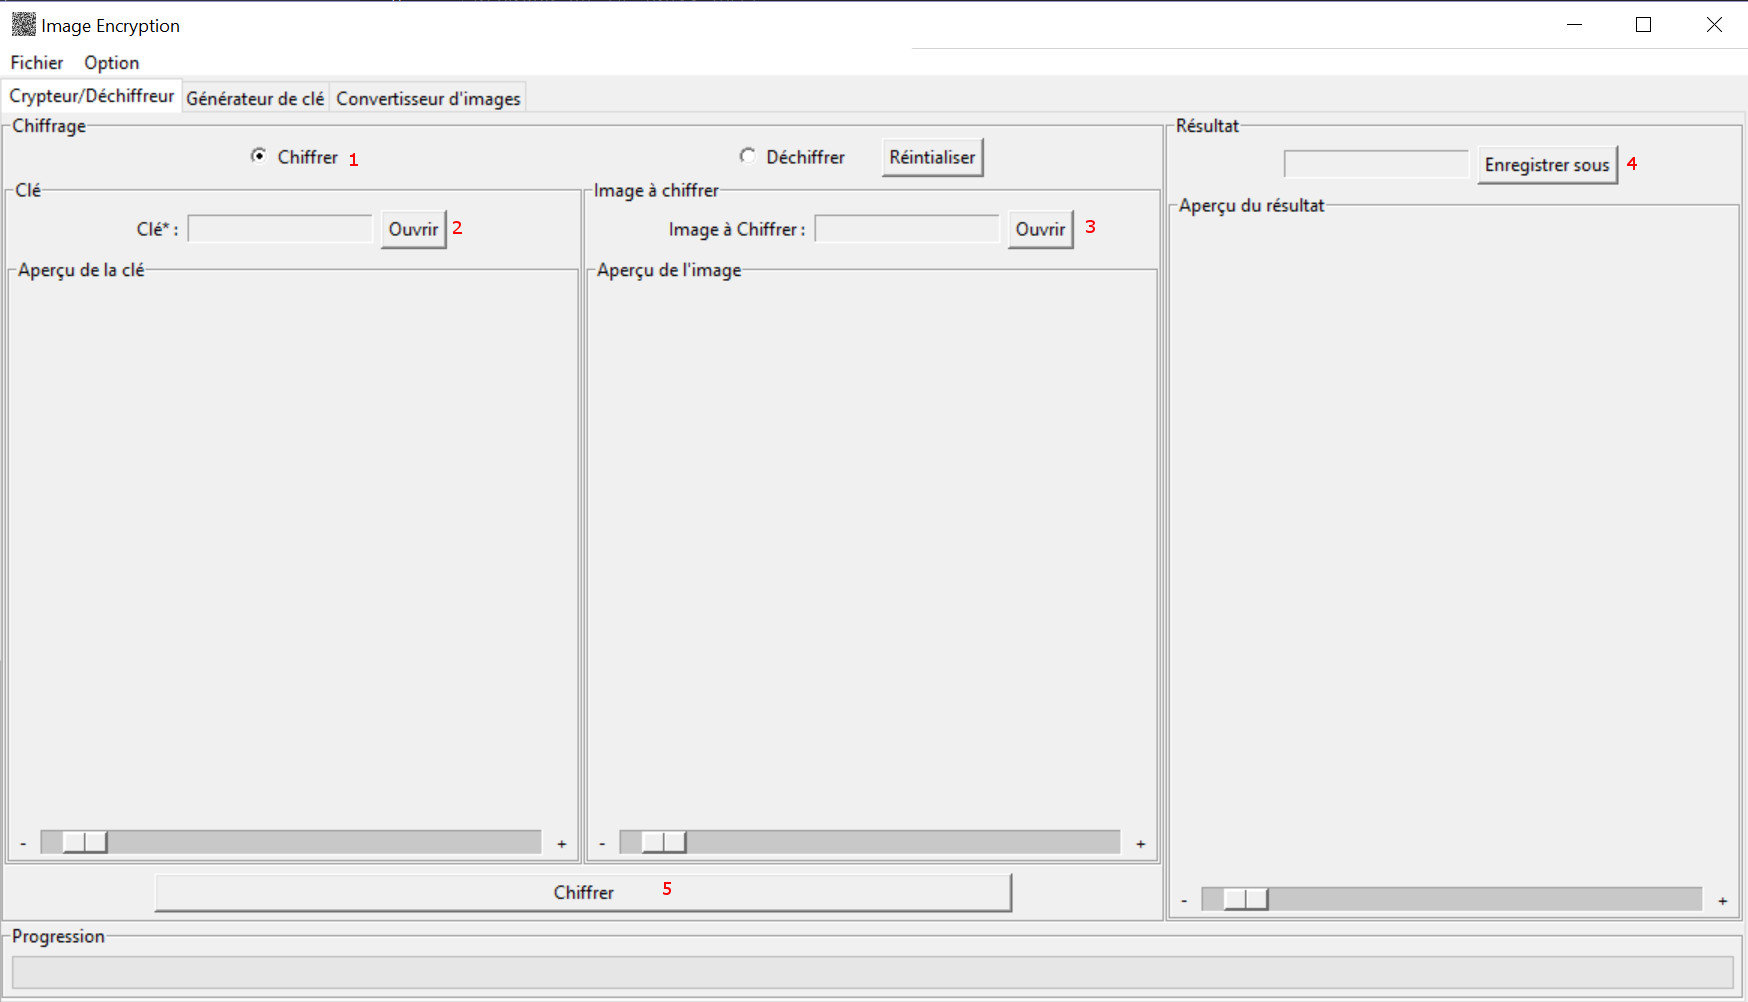 Image Encryption
Fichier Option
Crypteur/Déchiffreur Générateur de clé Convertisseur d'images
Chiffrage
Chiffrer 1 Déchiffrer Réintialiser
Clé
Clé* : Ouvrir 2
Aperçu de la clé
Image à chiffrer
Image à Chiffrer : Ouvrir 3
Aperçu de l'image
- +
- +
Chiffrer 5
Résultat
Enregistrer sous 4
Aperçu du résultat
- +
Progression